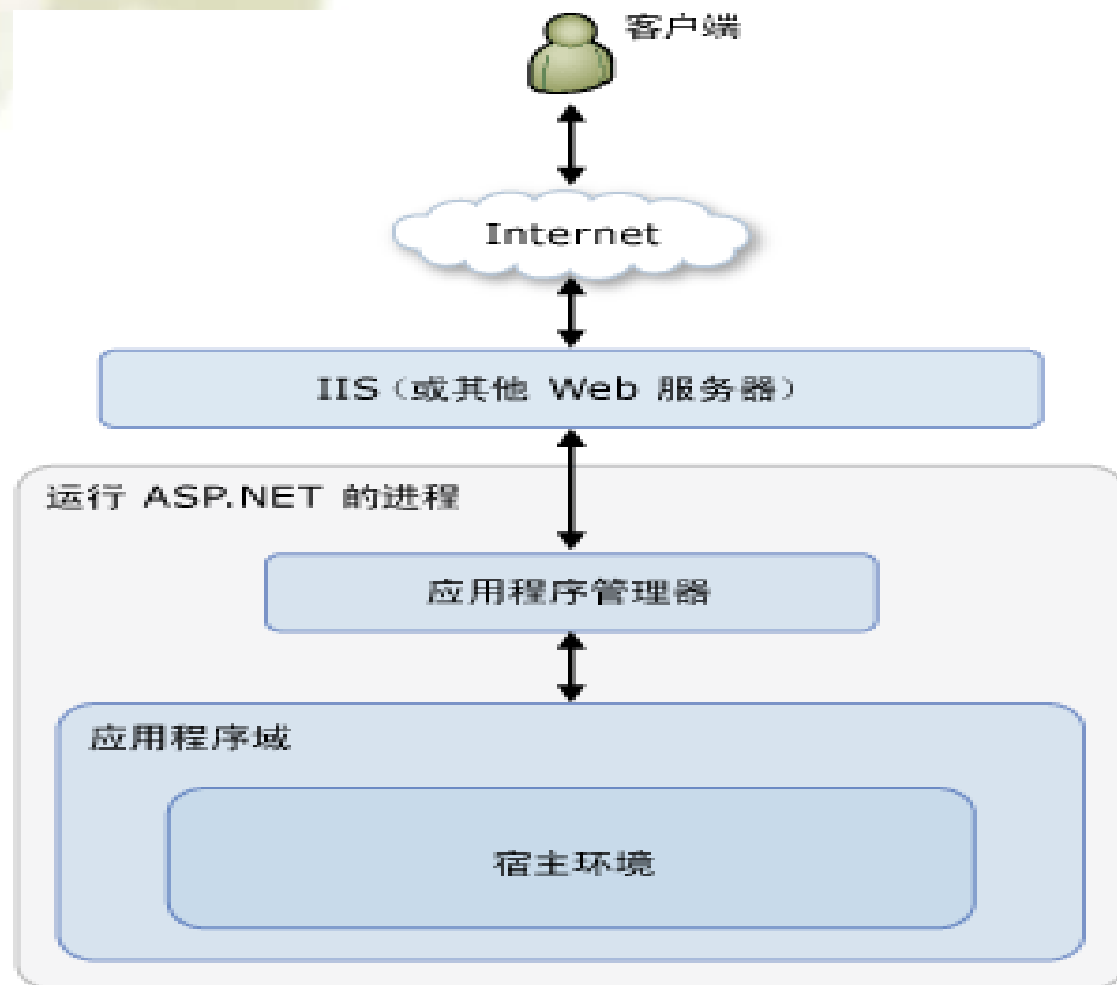 客户端
Internet
IIS（或其他 Web 服务器）
运行 ASP.NET 的进程
应用程序管理器
应用程序域
宿主环境